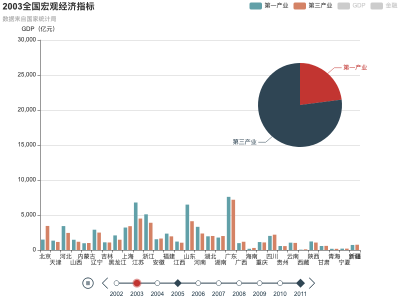 2003全国宏观经济指标
数据来自国家统计局
第一产业 第三产业 GDP 金融
GDP（亿元）
30,000
25,000
20,000
15,000
10,000
5,000
0
第一产业
第三产业
北京 河北 内蒙古 吉林 上海 浙江 福建 山东 湖北 广东 海南 四川 云南 陕西 青海 新疆
天津 山西 辽宁 黑龙江 江苏 安徽 江西 河南 湖南 广西 重庆 贵州 西藏 甘肃 宁夏
2002 2003 2004 2005 2006 2007 2008 2009 2010 2011